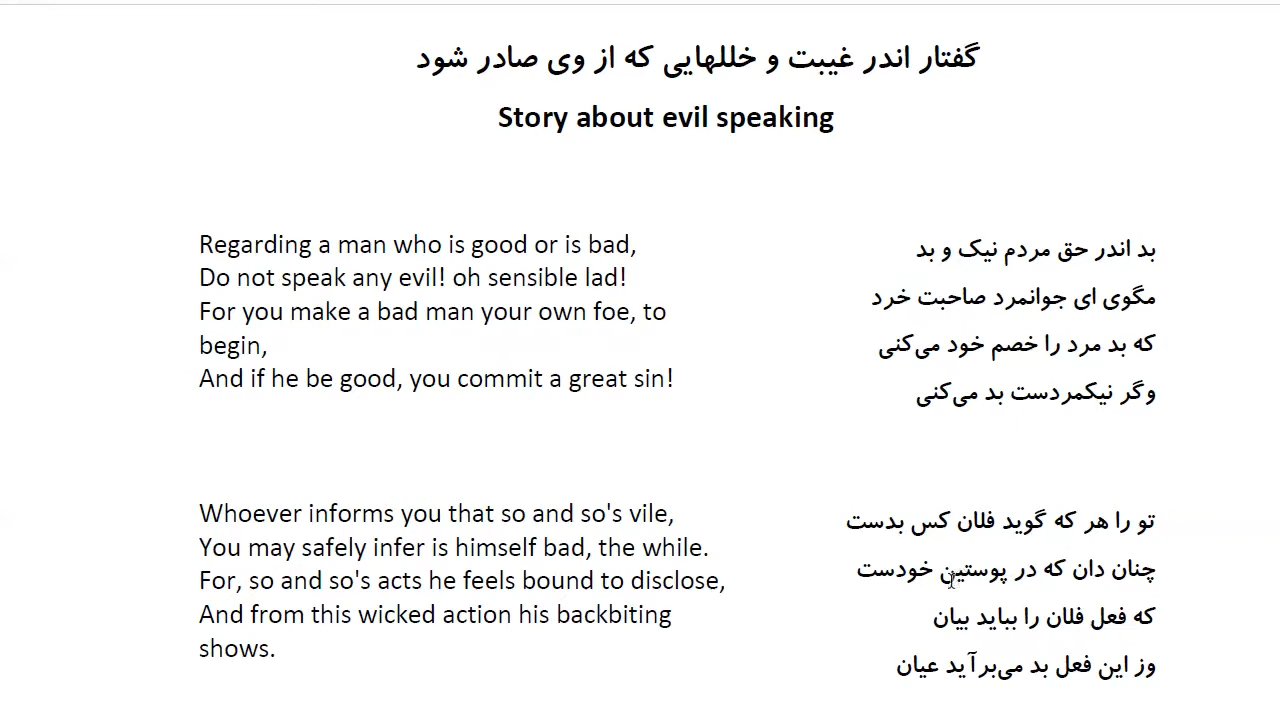 گفتار اندر غیبت و خللهایی که از وی صادر شود
Story about evil speaking
Regarding a man who is good or is bad,
Do not speak any evil! oh sensible lad!
For you make a bad man your own foe, to
begin,
And if he be good, you commit a great sin!
بد اندر حق مردم نیک و بد
مگوی ای جوانمرد صاحبت خرد
که بد مرد را خصم خود می‌کنی
وگر نیکمردست بد می‌کنی
Whoever informs you that so and so's vile,
You may safely infer is himself bad, the while.
For, so and so's acts he feels bound to disclose,
And from this wicked action his backbiting
shows.
تو را هر که گوید فلان کس بدست
چنان دان که در پوستین خودست
که فعل فلان را بباید بیان
وز این فعل بد می‌برآید عیان